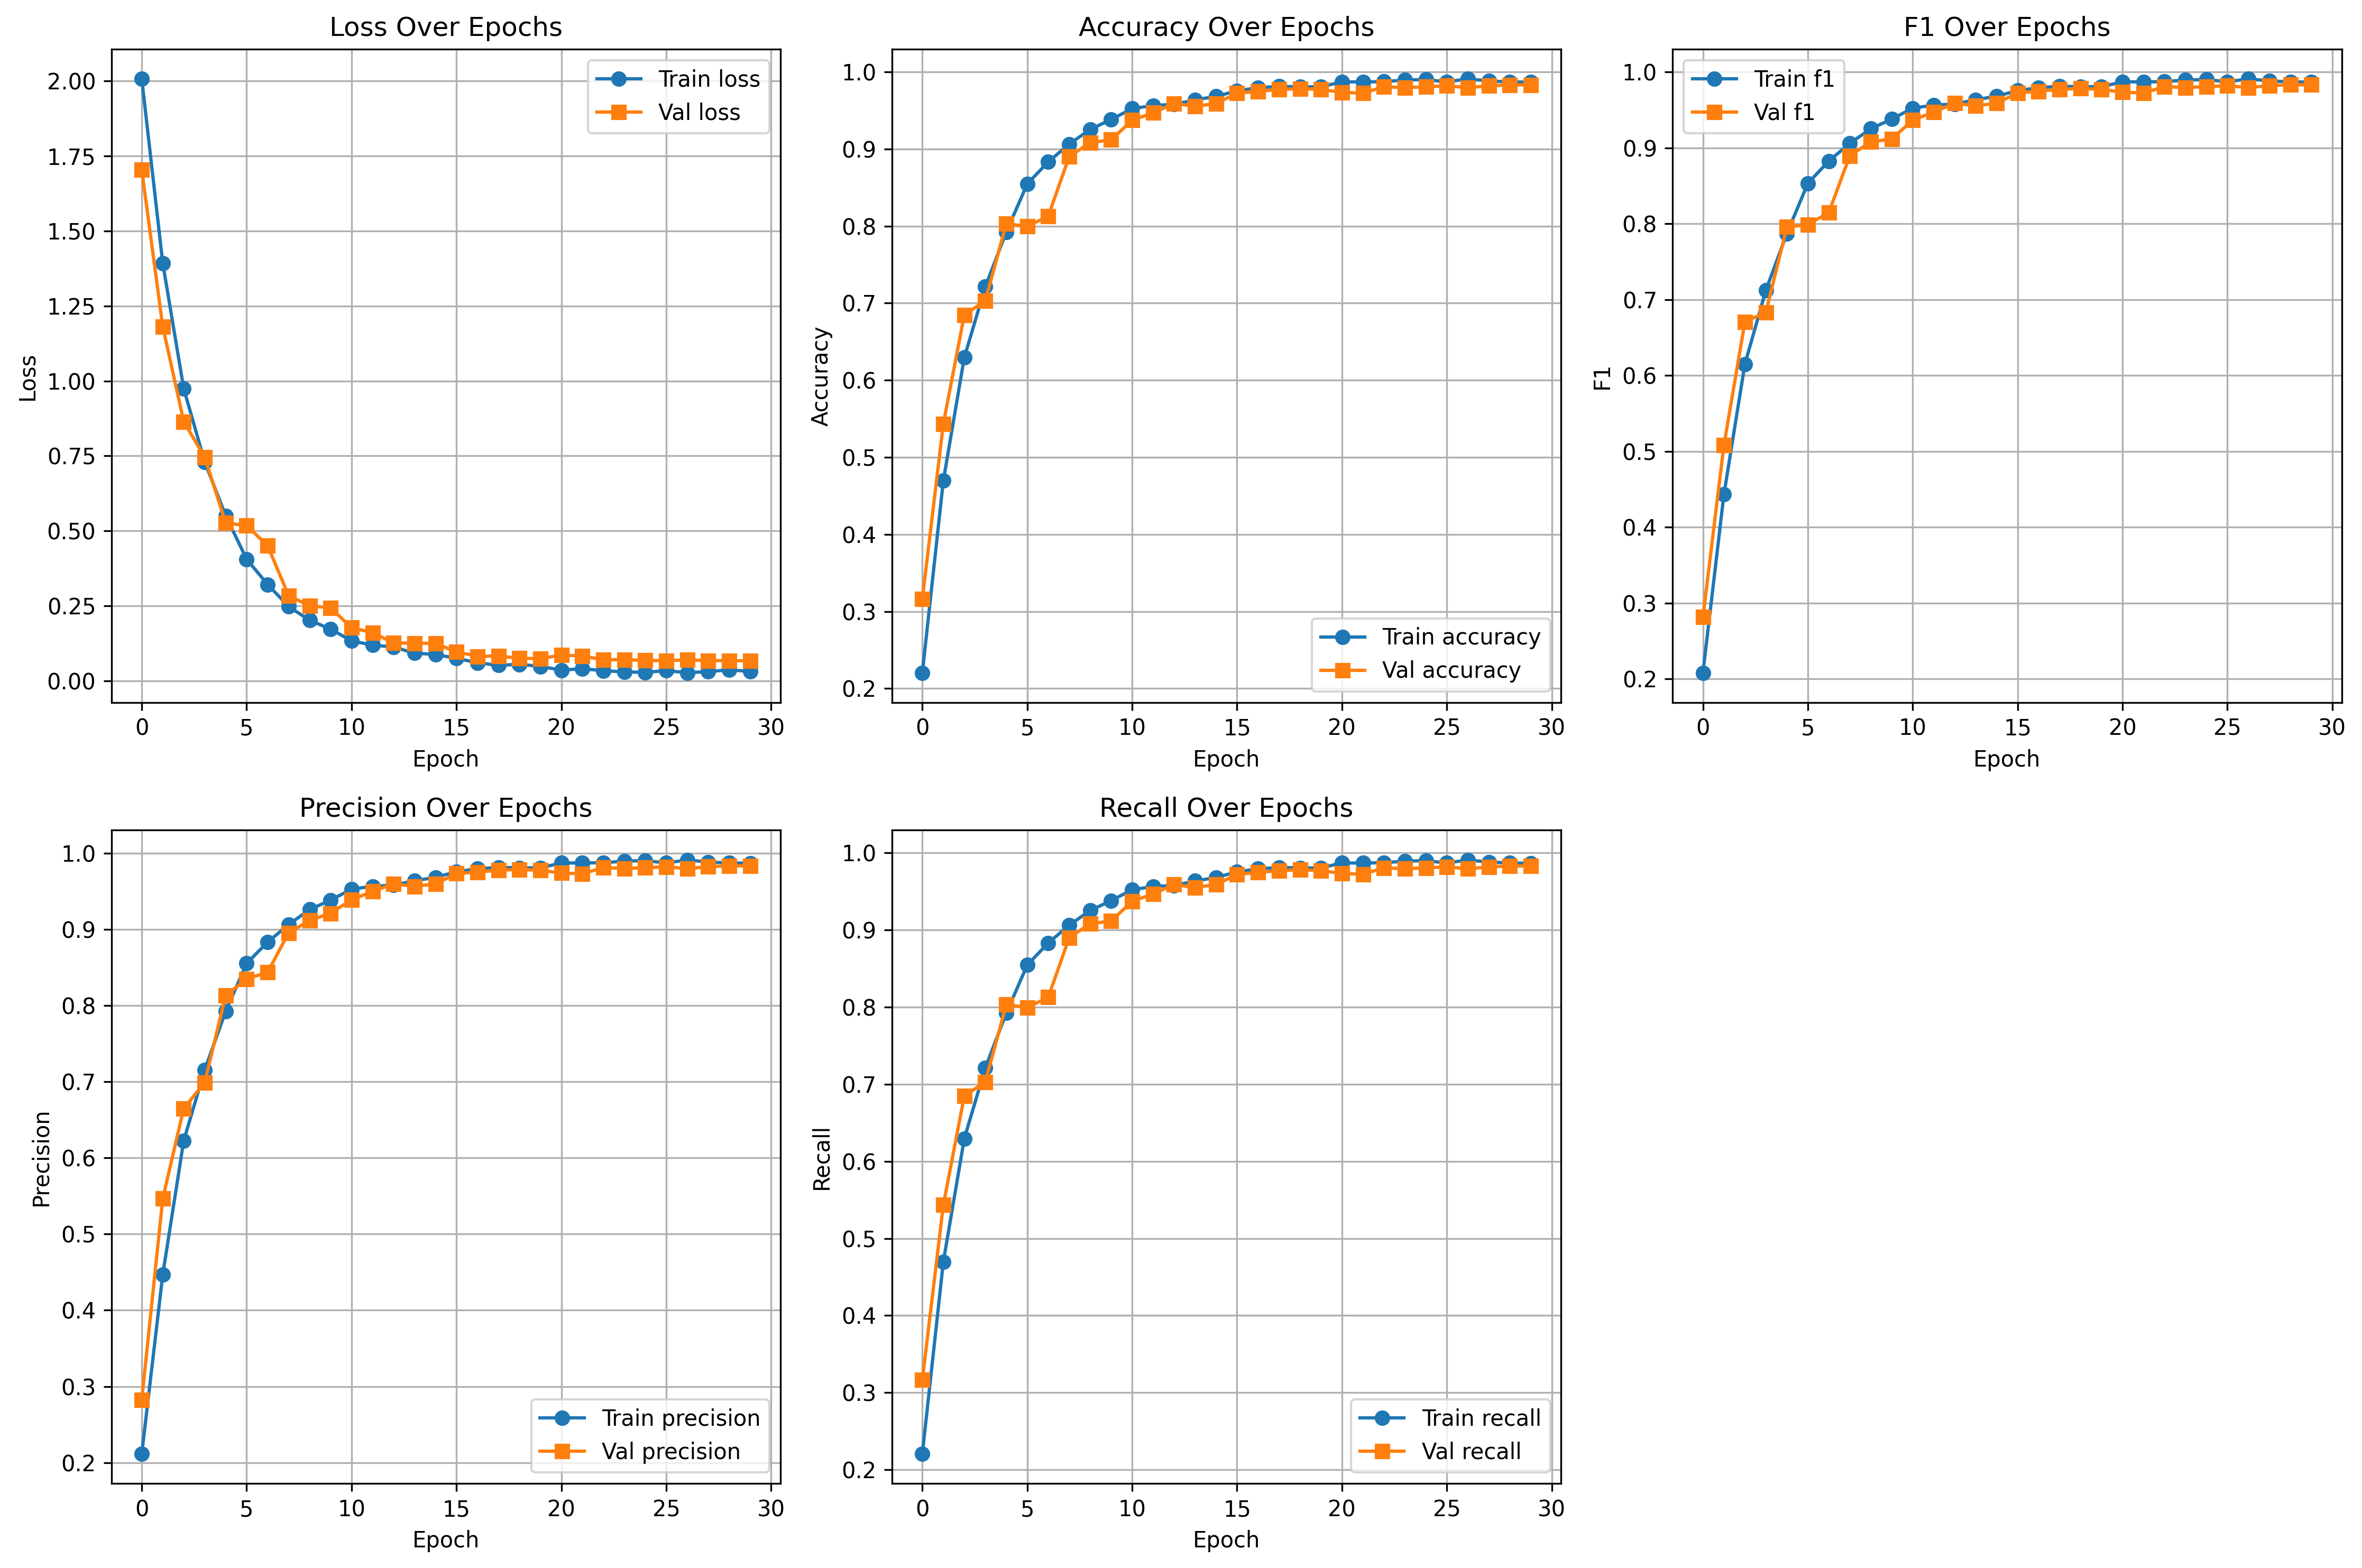 Loss Over Epochs
Loss
2.00
1.75
1.50
1.25
1.00
0.75
0.50
0.25
0.00
Train loss
Val loss
0 5 10 15 20 25 30
Epoch
Accuracy Over Epochs
Accuracy
1.0
0.9
0.8
0.7
0.6
0.5
0.4
0.3
0.2
Train accuracy
Val accuracy
0 5 10 15 20 25 30
Epoch
F1 Over Epochs
F1
1.0
0.9
0.8
0.7
0.6
0.5
0.4
0.3
0.2
Train f1
Val f1
0 5 10 15 20 25 30
Epoch
Precision Over Epochs
Precision
1.0
0.9
0.8
0.7
0.6
0.5
0.4
0.3
0.2
Train precision
Val precision
0 5 10 15 20 25 30
Epoch
Recall Over Epochs
Recall
1.0
0.9
0.8
0.7
0.6
0.5
0.4
0.3
0.2
Train recall
Val recall
0 5 10 15 20 25 30
Epoch